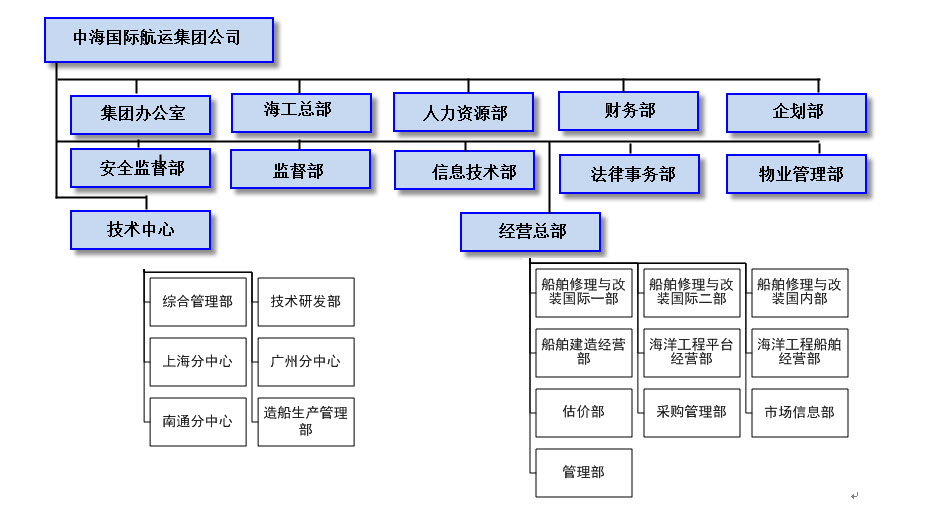 中海国际航运集团公司
集团办公室
海工总部
人力资源部
财务部
企划部
安全监督部
监督部
信息技术部
法律事务部
物业管理部
技术中心
经营总部
综合管理部
技术研发部
上海分中心
广州分中心
南通分中心
造船生产管理
部
船舶修理与改
装国际一部
船舶修理与改
装国际二部
船舶修理与改
装国内部
船舶建造经营
部
海洋工程平台
经营部
海洋工程船舶
经营部
估价部
采购管理部
市场信息部
管理部